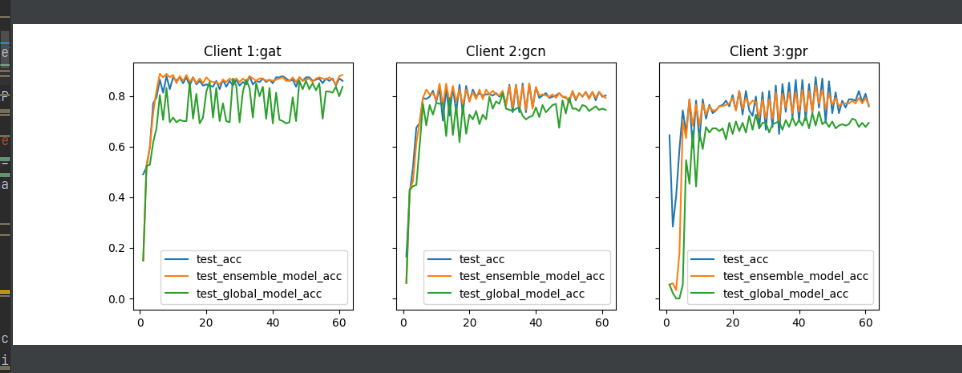 Client 1:gat
Client 2:gcn
Client 3:gpr
0.8
0.6
0.4
0.2
0.0
test_acc
test_ensemble_model_acc
test_global_model_acc
0
20
40
60
test_acc
test_ensemble_model_acc
test_global_model_acc
0
20
40
60
test_acc
test_ensemble_model_acc
test_global_model_acc
0
20
40
60
e
P
e
a
c
i